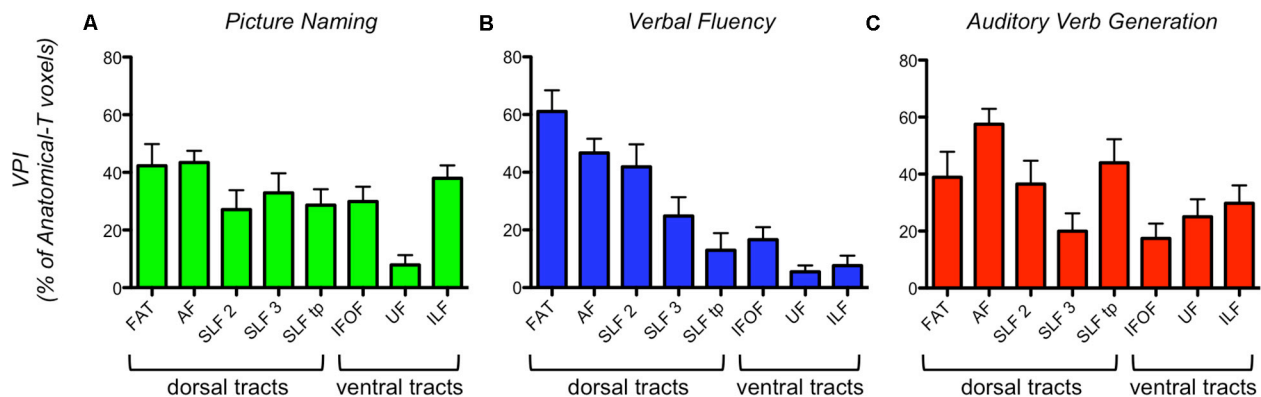 A Picture Naming
B Verbal Fluency
C Auditory Verb Generation
VPI
(% of Anatomical-T voxels)
80
60
40
20
0
FAT AF SLF 2 SLF 3 SLF tp IFOF UF ILF
dorsal tracts ventral tracts
80
60
40
20
0
FAT AF SLF 2 SLF 3 SLF tp IFOF UF ILF
dorsal tracts ventral tracts
80
60
40
20
0
FAT AF SLF 2 SLF 3 SLF tp IFOF UF ILF
dorsal tracts ventral tracts